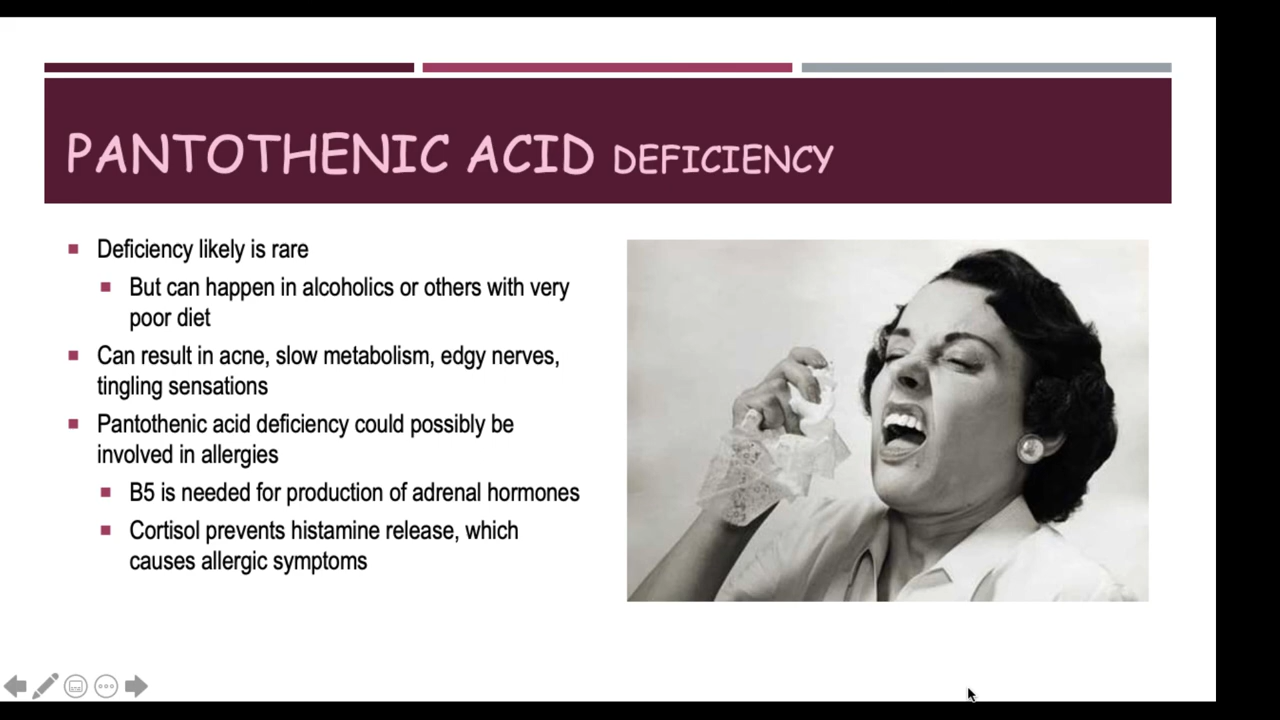 PANTOTHENIC ACID DEFICIENCY
Deficiency likely is rare
But can happen in alcoholics or others with very
poor diet
Can result in acne, slow metabolism, edgy nerves,
tingling sensations
Pantothenic acid deficiency could possibly be
involved in allergies
B5 is needed for production of adrenal hormones
Cortisol prevents histamine release, which
causes allergic symptoms